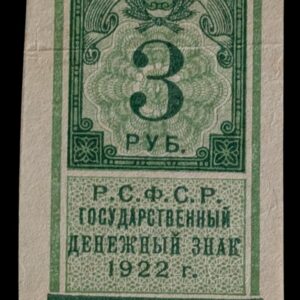 3
РУБ.
Р.С.Ф.С.Р.
ГОСУДАРСТВЕННЫЙ
ДЕНЕЖНЫЙ ЗНАК
1922 г.